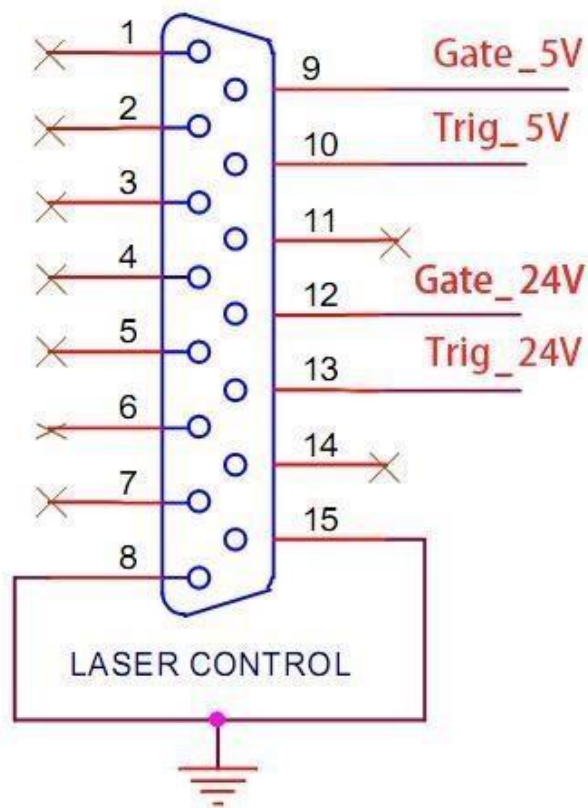 1
2
3
4
5
6
7
8
9 Gate_5V
10 Trig_5V
11
12 Gate_24V
13 Trig_24V
14
15
LASER CONTROL